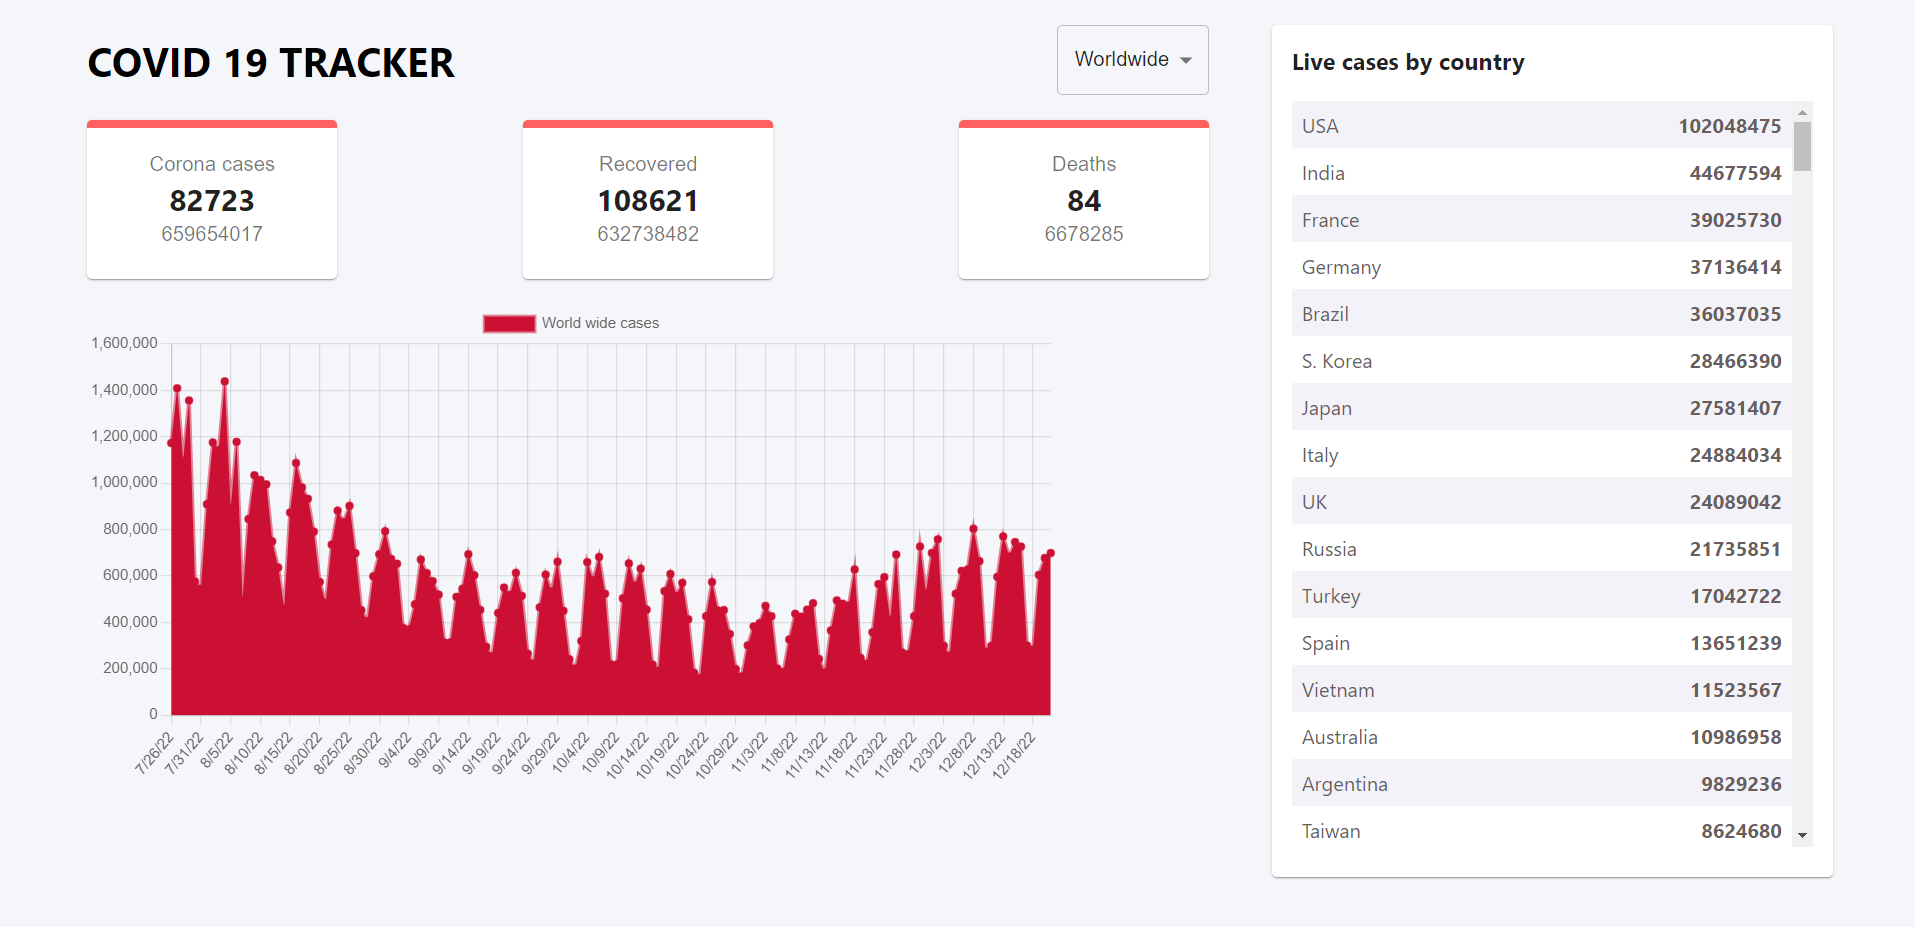 COVID 19 TRACKER
Worldwide
Corona cases
82723
659654017
Recovered
108621
632738482
Deaths
84
6678285
World wide cases
1,600,000
1,400,000
1,200,000
1,000,000
800,000
600,000
400,000
200,000
0
7/26/22
7/31/22
8/5/22
8/10/22
8/15/22
8/20/22
8/25/22
8/30/22
9/4/22
9/9/22
9/14/22
9/19/22
9/24/22
9/29/22
10/4/22
10/9/22
10/14/22
10/19/22
10/24/22
10/29/22
11/3/22
11/8/22
11/13/22
11/18/22
11/23/22
11/28/22
12/3/22
12/8/22
12/13/22
12/18/22
Live cases by country
USA 102048475
India 44677594
France 39025730
Germany 37136414
Brazil 36037035
S. Korea 28466390
Japan 27581407
Italy 24884034
UK 24089042
Russia 21735851
Turkey 17042722
Spain 13651239
Vietnam 11523567
Australia 10986958
Argentina 9829236
Taiwan 8624680